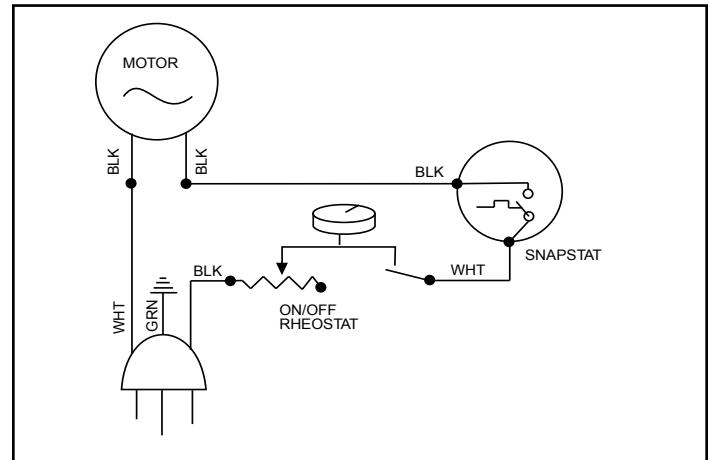 MOTOR
BLK
BLK
BLK
SNAPSTAT
WHT
BLK
ON/OFF
RHEOSTAT
WHT
GRN